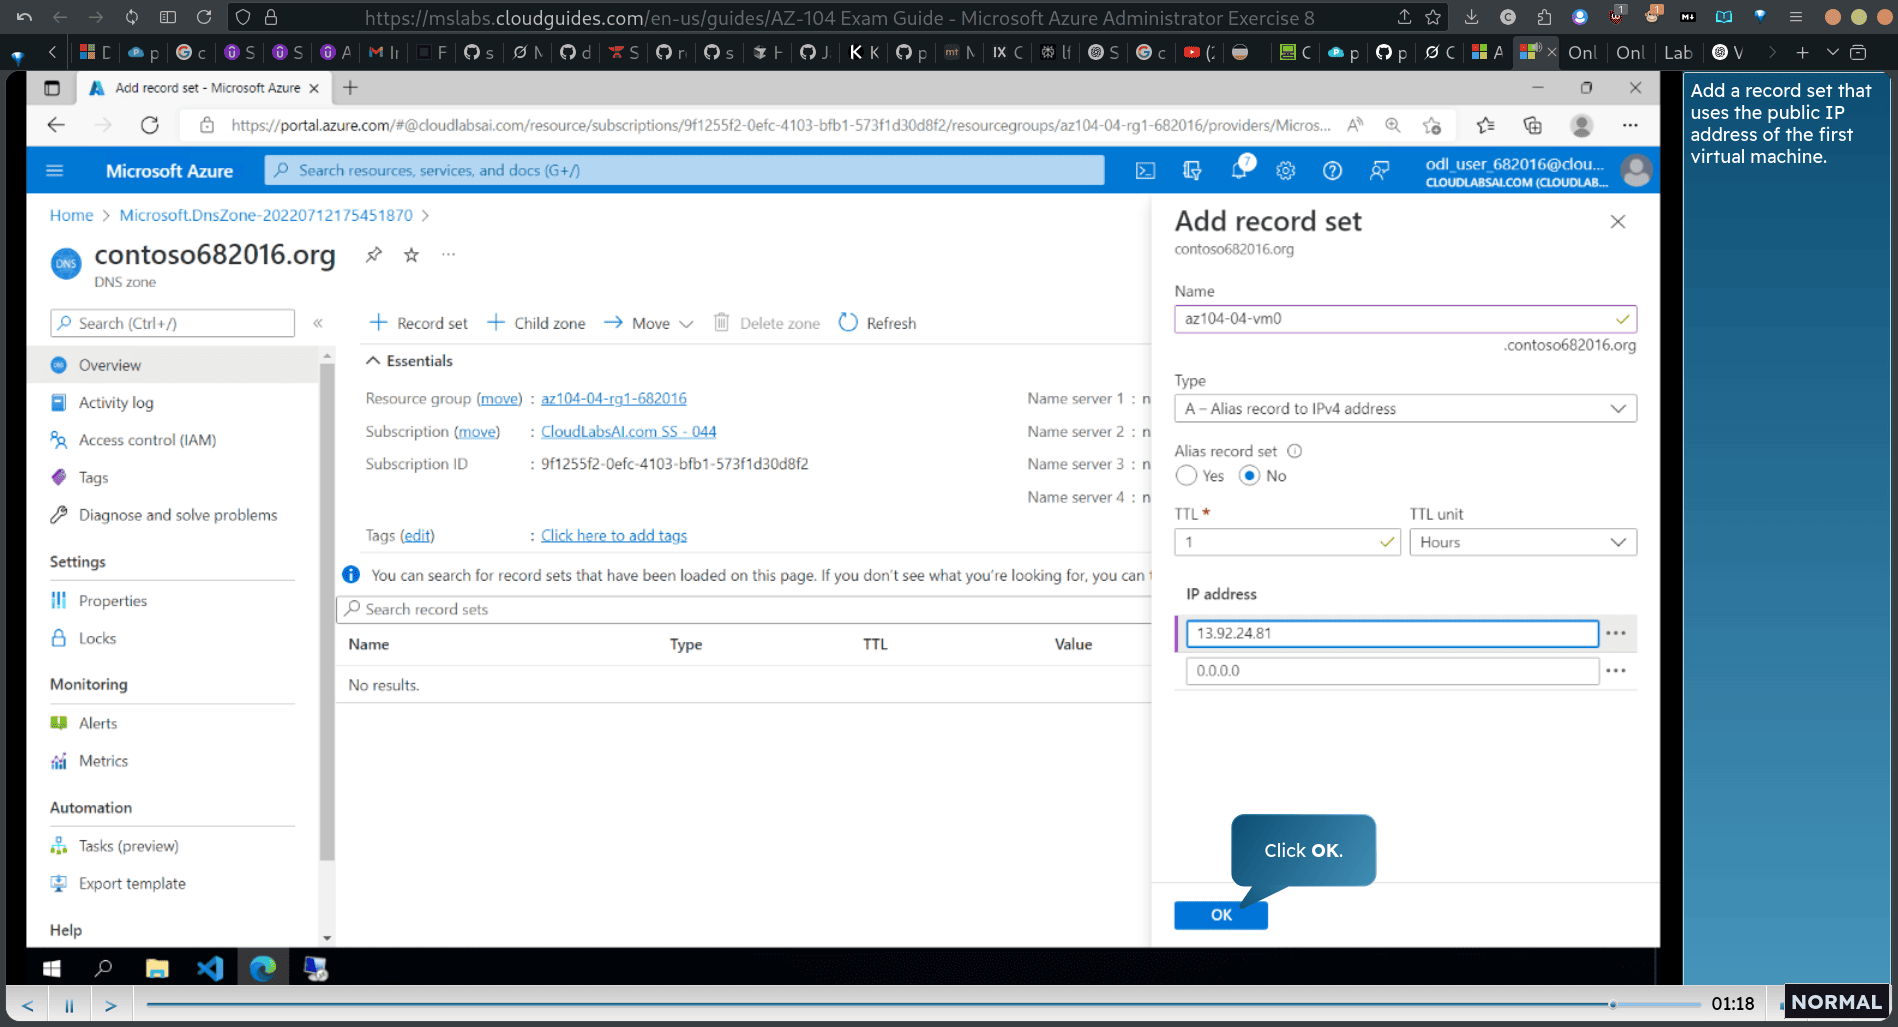 https://mslabs.cloudguides.com/en-us/guides/AZ-104 Exam Guide - Microsoft Azure Administrator Exercise 8
Onl
Onl
Lab
Add record set - Microsoft Azure
https://portal.azure.com/#@cloudlabsai.com/resource/subscriptions/9f1255f2-0efc-4103-bfb1-573f1d30d8f2/resourcegroups/az104-04-rg1-682016/providers/Micros...
Microsoft Azure
Search resources, services, and docs (G+/)
7
odl_user_682016@clou...
CLOUDLABSAI.COM (CLOUDLAB...
Home > Microsoft.DnsZone-20220712175451870 >
DNS
contoso682016.org
DNS zone
Search (Ctrl+/)
Overview
Activity log
Access control (IAM)
Tags
Diagnose and solve problems
Settings
Properties
Locks
Monitoring
Alerts
Metrics
Automation
Tasks (preview)
Export template
Help
Record set
Child zone
Move
Delete zone
Refresh
Essentials
Resource group (move) : az104-04-rg1-682016
Subscription (move) : CloudLabsAI.com SS - 044
Subscription ID : 9f1255f2-0efc-4103-bfb1-573f1d30d8f2
Name server 1 : n
Name server 2 : n
Name server 3 : n
Name server 4 : n
Tags (edit) : Click here to add tags
You can search for record sets that have been loaded on this page. If you don't see what you're looking for, you can
Search record sets
Name Type TTL Value
No results.
Add record set
contoso682016.org
Name
az104-04-vm0
.contoso682016.org
Type
A – Alias record to IPv4 address
Alias record set
Yes No
TTL * TTL unit
1 Hours
IP address
13.92.24.81
0.0.0.0
Click OK.
OK
Add a record set that
uses the public IP
address of the first
virtual machine.
01:18
NORMAL